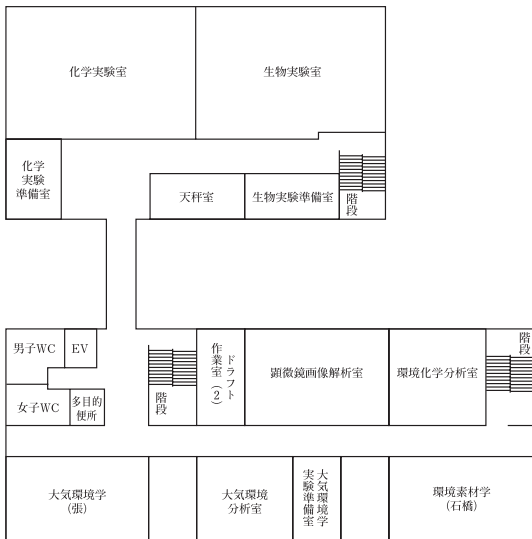 化学実験室
生物実験室
化学
実験
準備室
天秤室
生物実験準備室
階段
男子WC
EV
女子WC
多目的
便所
階段
ドラフト
作業室(2)
顕微鏡画像解析室
環境化学分析室
階段
大気環境学
(張)
大気環境
分析室
大気環境学
実験準備室
環境素材学
(石橋)